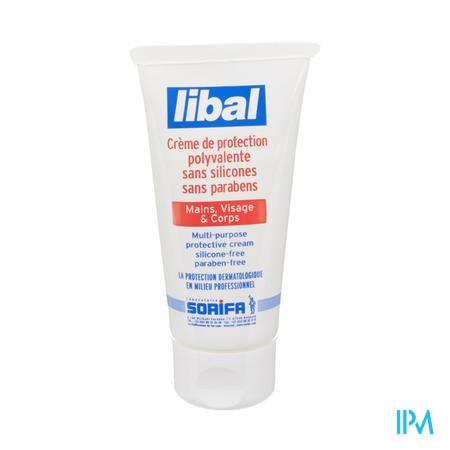 libal
Crème de protection
polyvalente
sans silicones
sans parabens
Mains, Visage
& Corps
Multi-purpose
protective cream
silicone-free
paraben-free
LA PROTECTION DERMATOLOGIQUE
EN MILIEU PROFESSIONNEL
Laboratoire
SORIFA
IPM